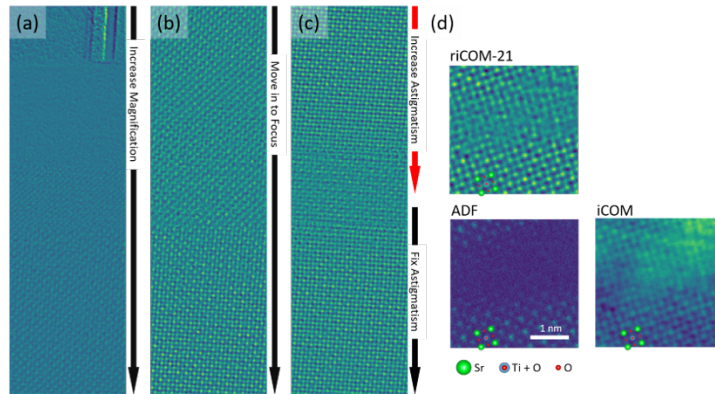 (a)
Increase Magnification
(b)
Move in to Focus
(c)
Increase Astigmatism
Fix Astigmatism
(d)
riCOM-21
ADF
iCOM
1 nm
Sr
Ti + O
O